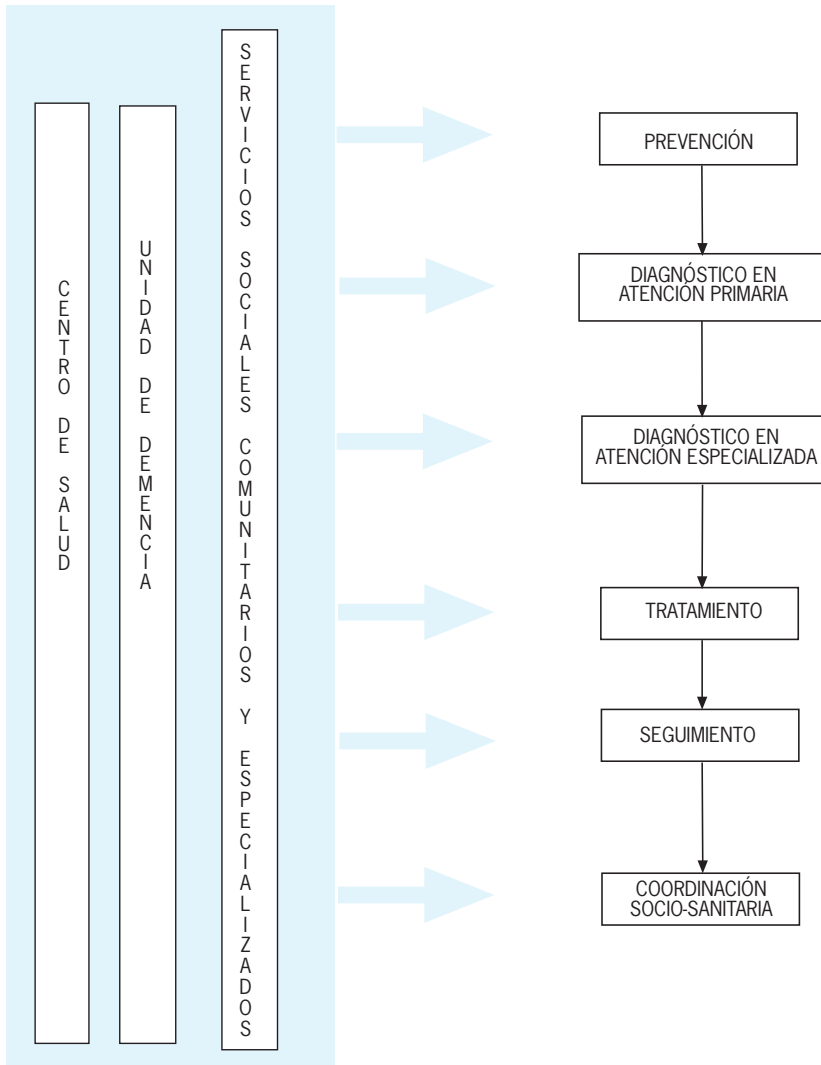 CENTRO DE SALUD
UNIDAD DE DEMENCIA
SERVICIOS SOCIALES COMUNITARIOS Y ESPECIALIZADOS
PREVENCIÓN
DIAGNÓSTICO EN
ATENCIÓN PRIMARIA
DIAGNÓSTICO EN
ATENCIÓN ESPECIALIZADA
TRATAMIENTO
SEGUIMIENTO
COORDINACIÓN
SOCIO-SANITARIA